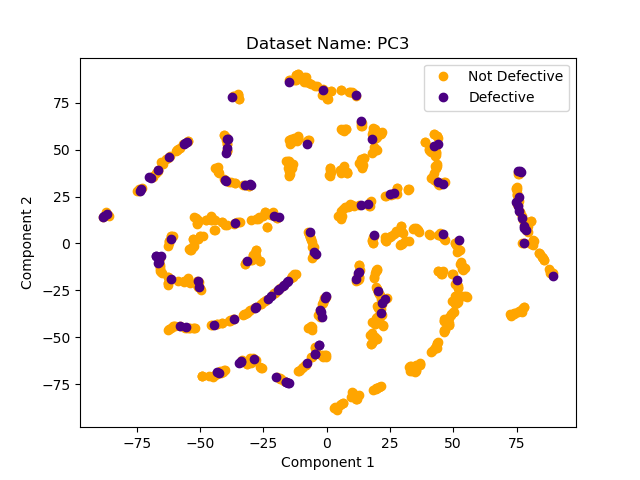 Dataset Name: PC3
Not Defective
Defective
75
50
25
0
−25
−50
−75
Component 2
−75 −50 −25 0 25 50 75
Component 1